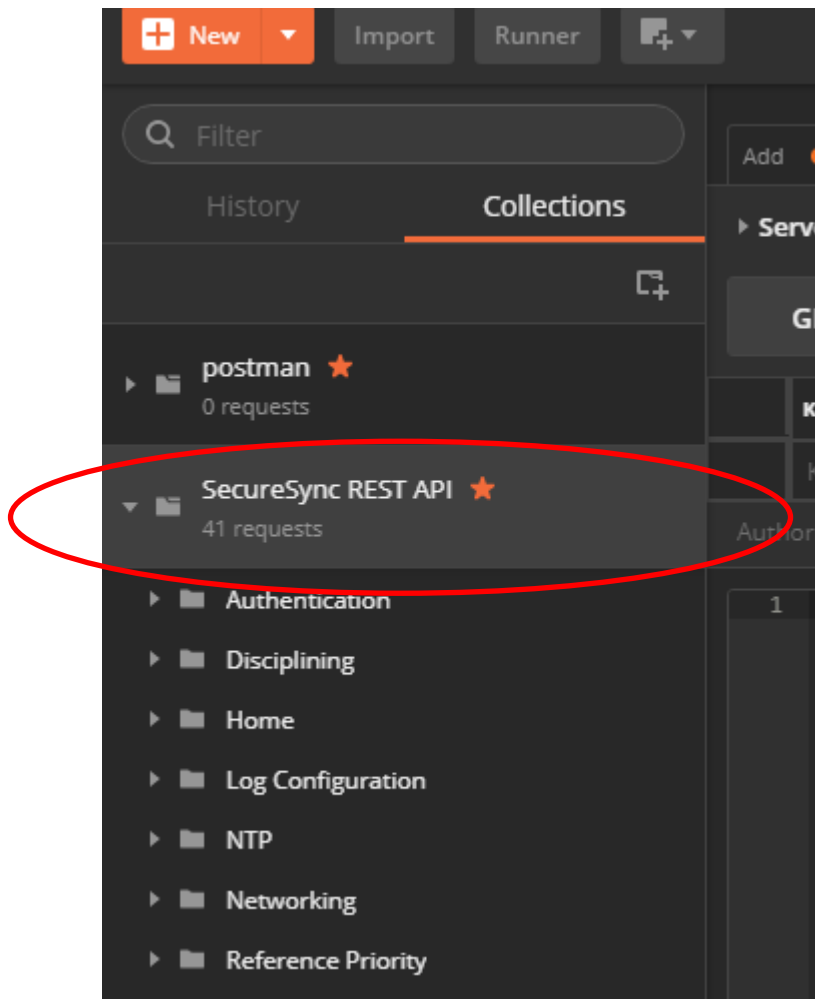 New Import Runner
Filter
Add
History Collections
postman
0 requests
SecureSync REST API
41 requests
1
Authentication
Disciplining
Home
Log Configuration
NTP
Networking
Reference Priority